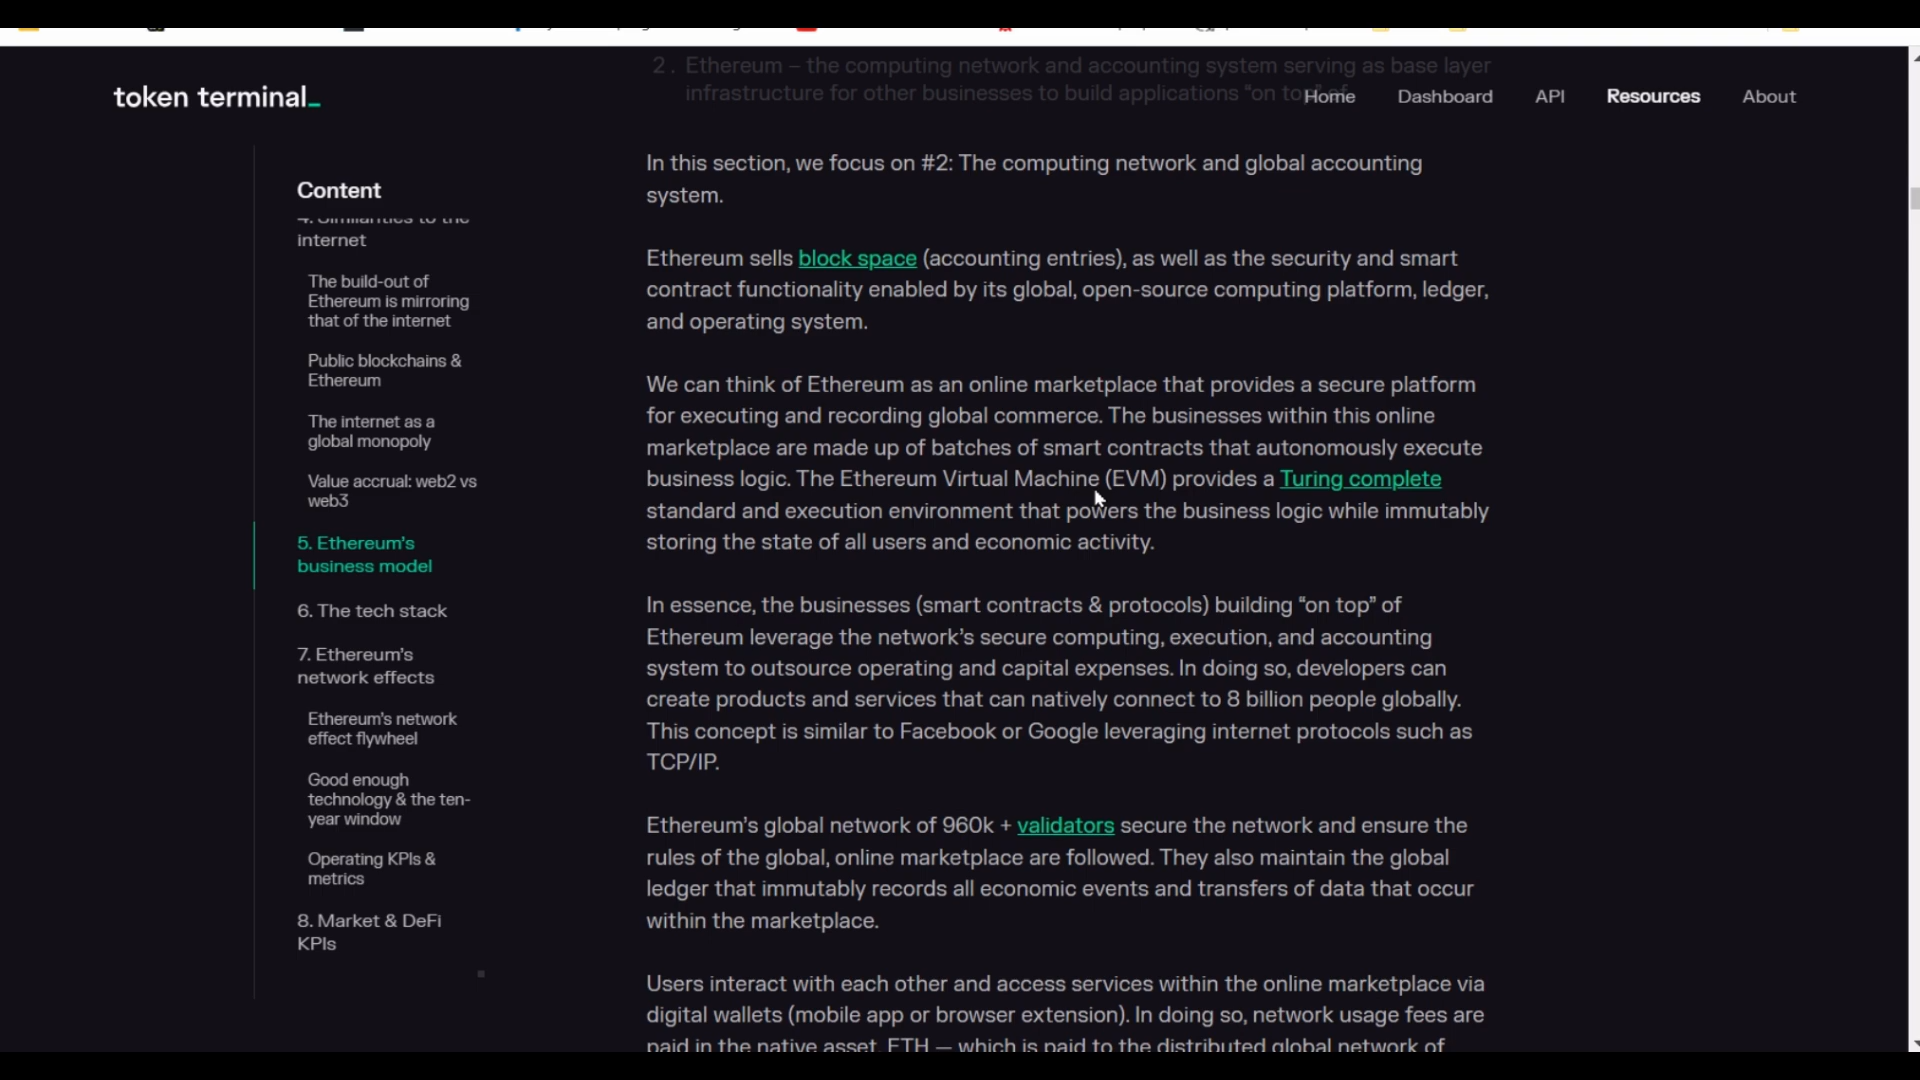 2. Ethereum – the computing network and accounting system serving as base layer
infrastructure for other businesses to build applications “on top” of
token terminal_
Home Dashboard API Resources About
Content
4. Similarities to the
internet
The build-out of
Ethereum is mirroring
that of the internet
Public blockchains &
Ethereum
The internet as a
global monopoly
Value accrual: web2 vs
web3
5. Ethereum’s
business model
6. The tech stack
7. Ethereum’s
network effects
Ethereum’s network
effect flywheel
Good enough
technology & the ten-
year window
Operating KPIs &
metrics
8. Market & DeFi
KPIs
In this section, we focus on #2: The computing network and global accounting
system.
Ethereum sells block space (accounting entries), as well as the security and smart
contract functionality enabled by its global, open-source computing platform, ledger,
and operating system.
We can think of Ethereum as an online marketplace that provides a secure platform
for executing and recording global commerce. The businesses within this online
marketplace are made up of batches of smart contracts that autonomously execute
business logic. The Ethereum Virtual Machine (EVM) provides a Turing complete
standard and execution environment that powers the business logic while immutably
storing the state of all users and economic activity.
In essence, the businesses (smart contracts & protocols) building “on top” of
Ethereum leverage the network’s secure computing, execution, and accounting
system to outsource operating and capital expenses. In doing so, developers can
create products and services that can natively connect to 8 billion people globally.
This concept is similar to Facebook or Google leveraging internet protocols such as
TCP/IP.
Ethereum’s global network of 960k + validators secure the network and ensure the
rules of the global, online marketplace are followed. They also maintain the global
ledger that immutably records all economic events and transfers of data that occur
within the marketplace.
Users interact with each other and access services within the online marketplace via
digital wallets (mobile app or browser extension). In doing so, network usage fees are
paid in the native asset, ETH — which is paid to the distributed global network of